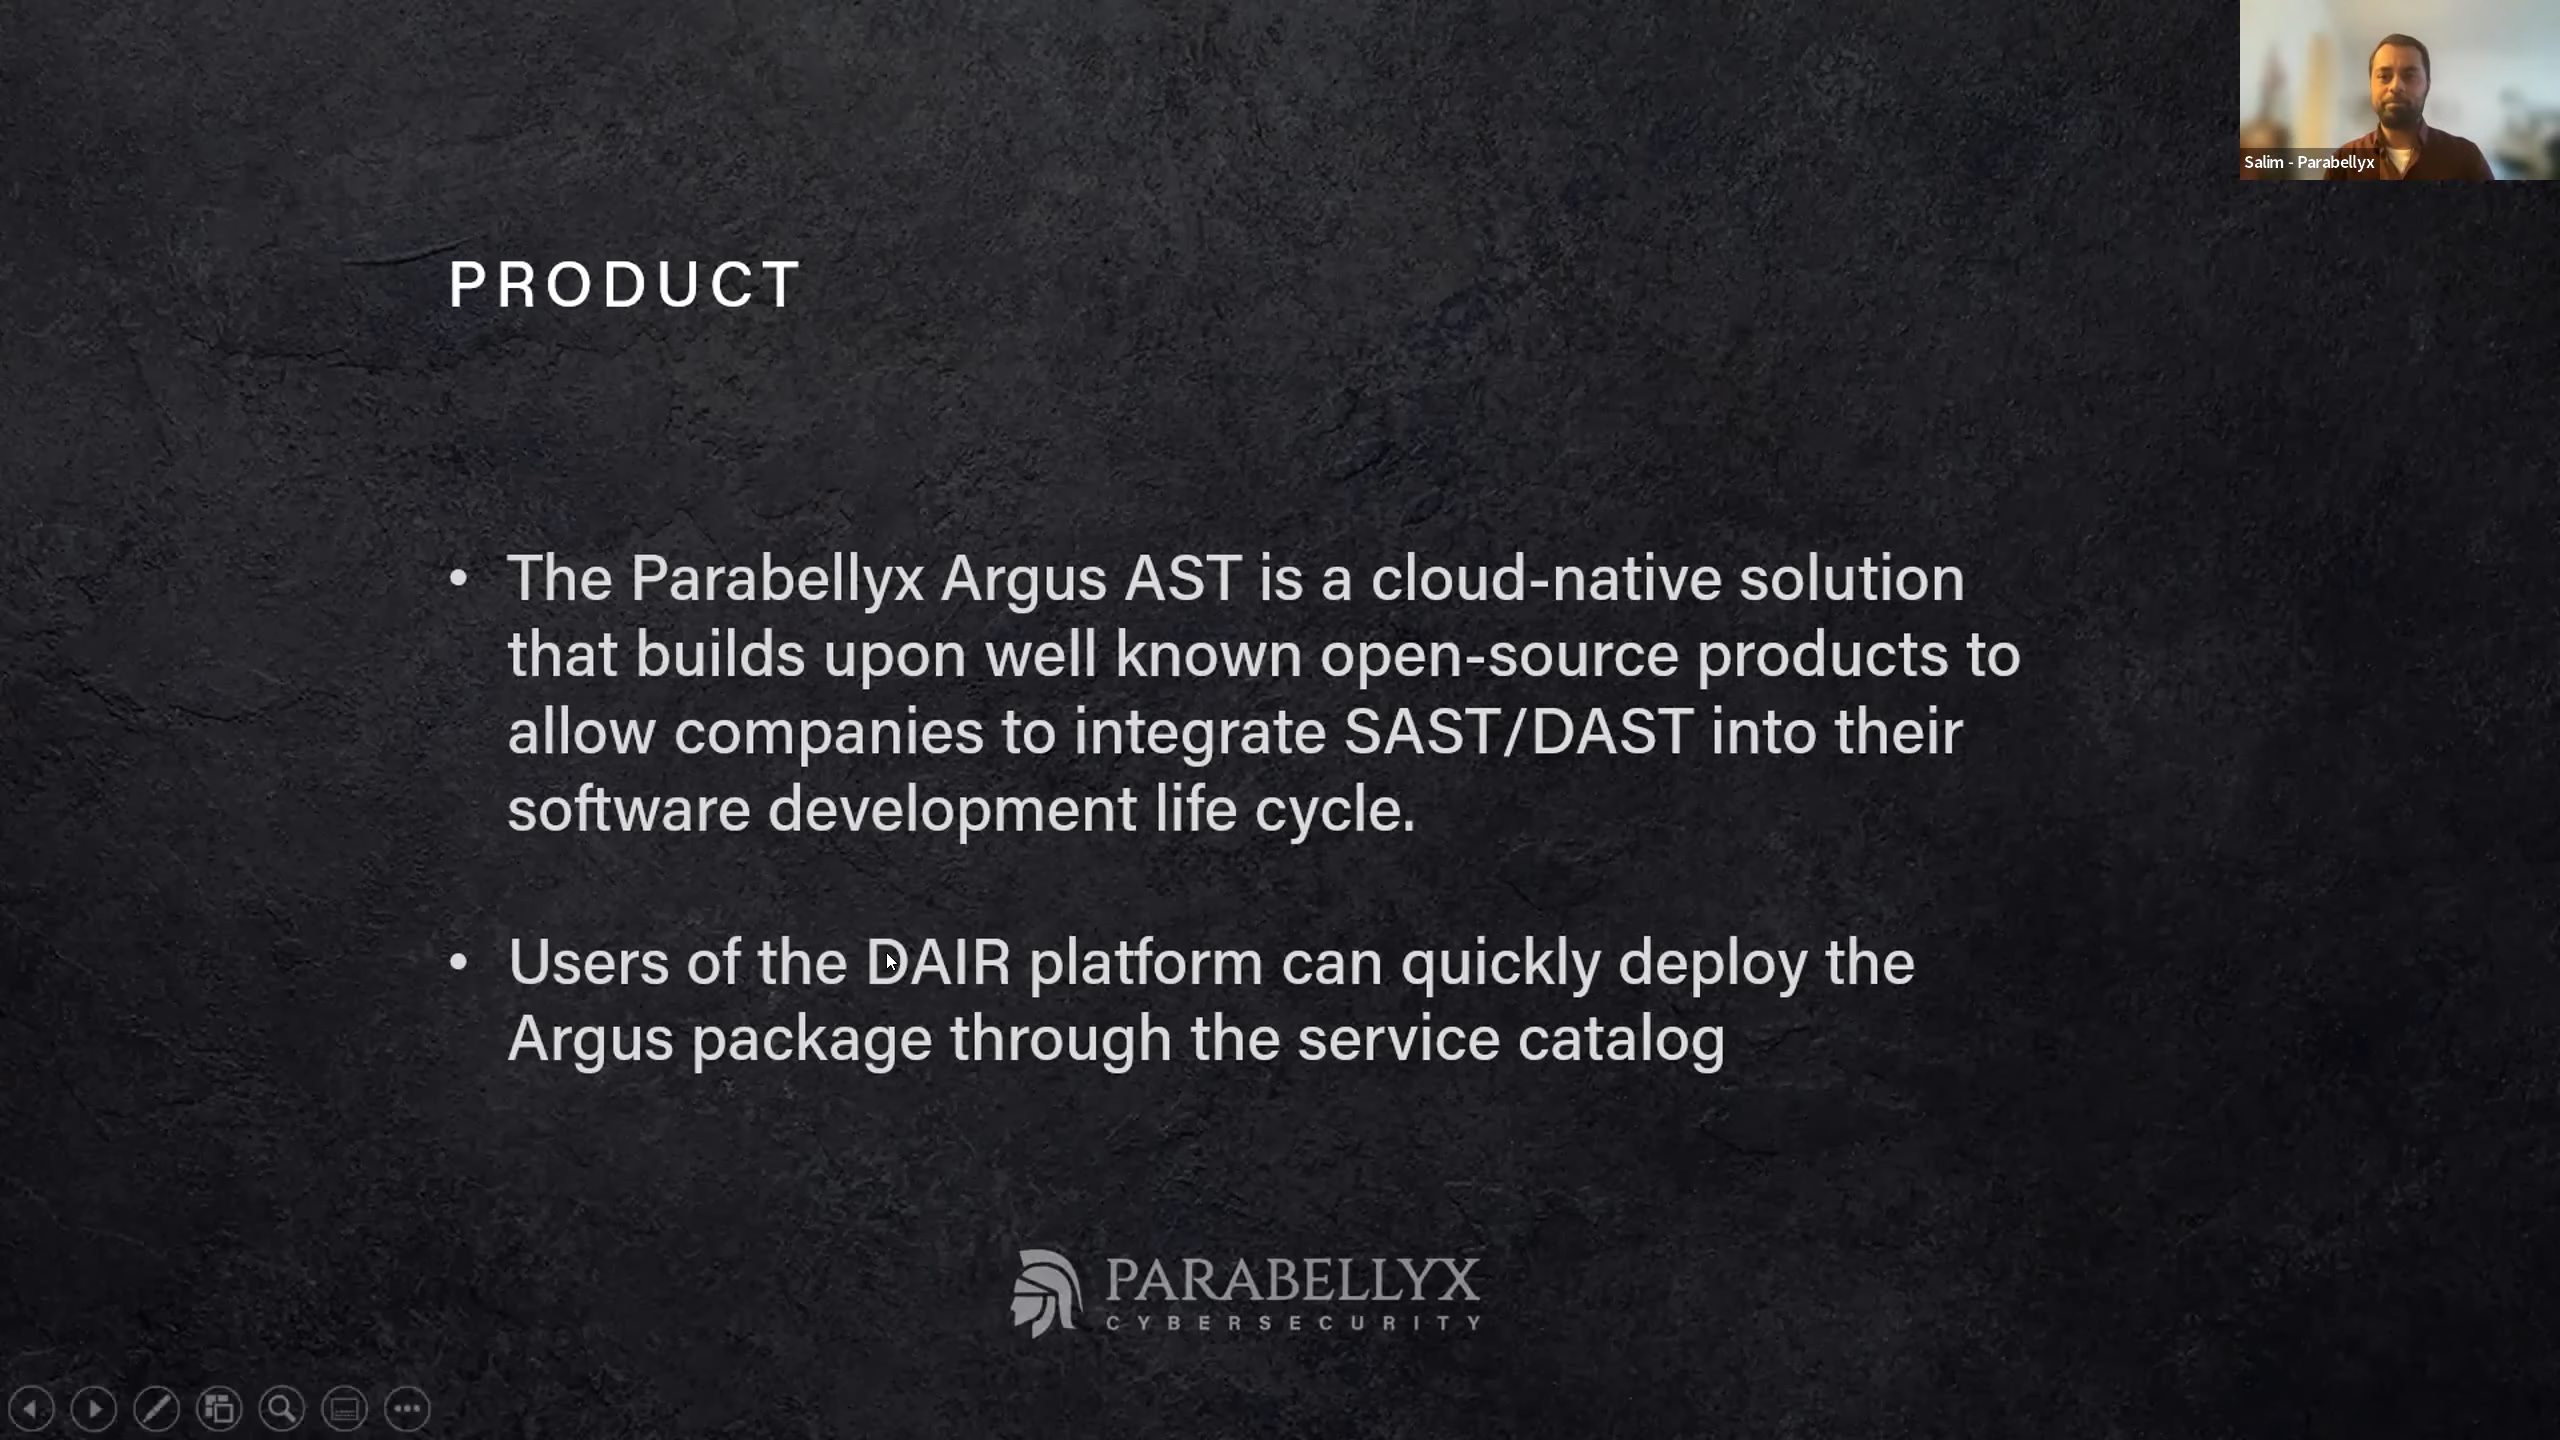 Salim - Parabellyx
PRODUCT
• The Parabellyx Argus AST is a cloud-native solution
that builds upon well known open-source products to
allow companies to integrate SAST/DAST into their
software development life cycle.
• Users of the DAIR platform can quickly deploy the
Argus package through the service catalog
PARABELLYX
CYBERSECURITY